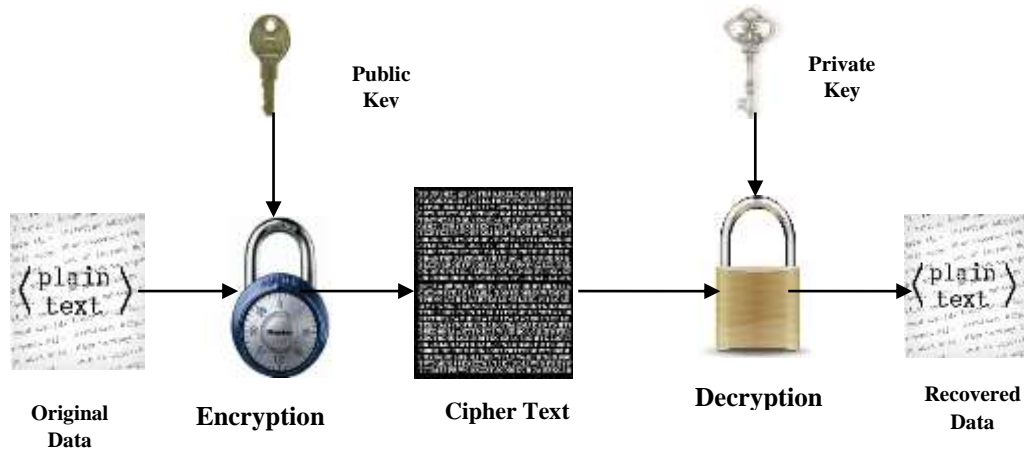 Public
Kev
Private
Key
⟨plain
text⟩
⟨plain
text⟩
Original
Data
Encryption
Cipher Text
Decryption
Recovered
Data